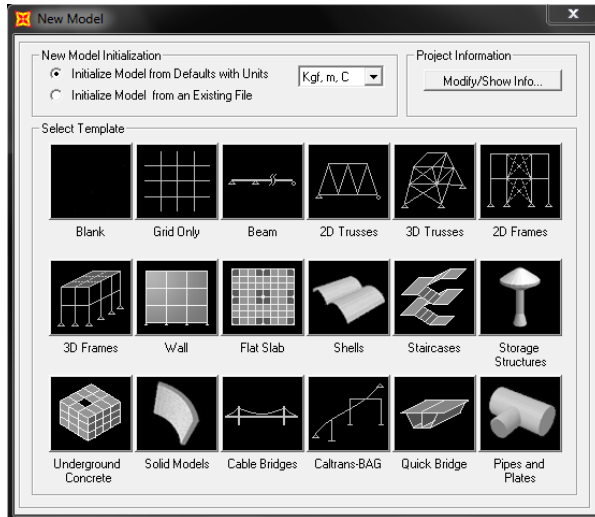 New Model
x
New Model Initialization
Project Information
Initialize Model from Defaults with Units
Kgf, m, C
Modify/Show Info...
Initialize Model from an Existing File
Select Template
Blank
Grid Only
Beam
2D Trusses
3D Trusses
2D Frames
3D Frames
Wall
Flat Slab
Shells
Staircases
Storage
Structures
Underground
Concrete
Solid Models
Cable Bridges
Caltrans-BAG
Quick Bridge
Pipes and
Plates